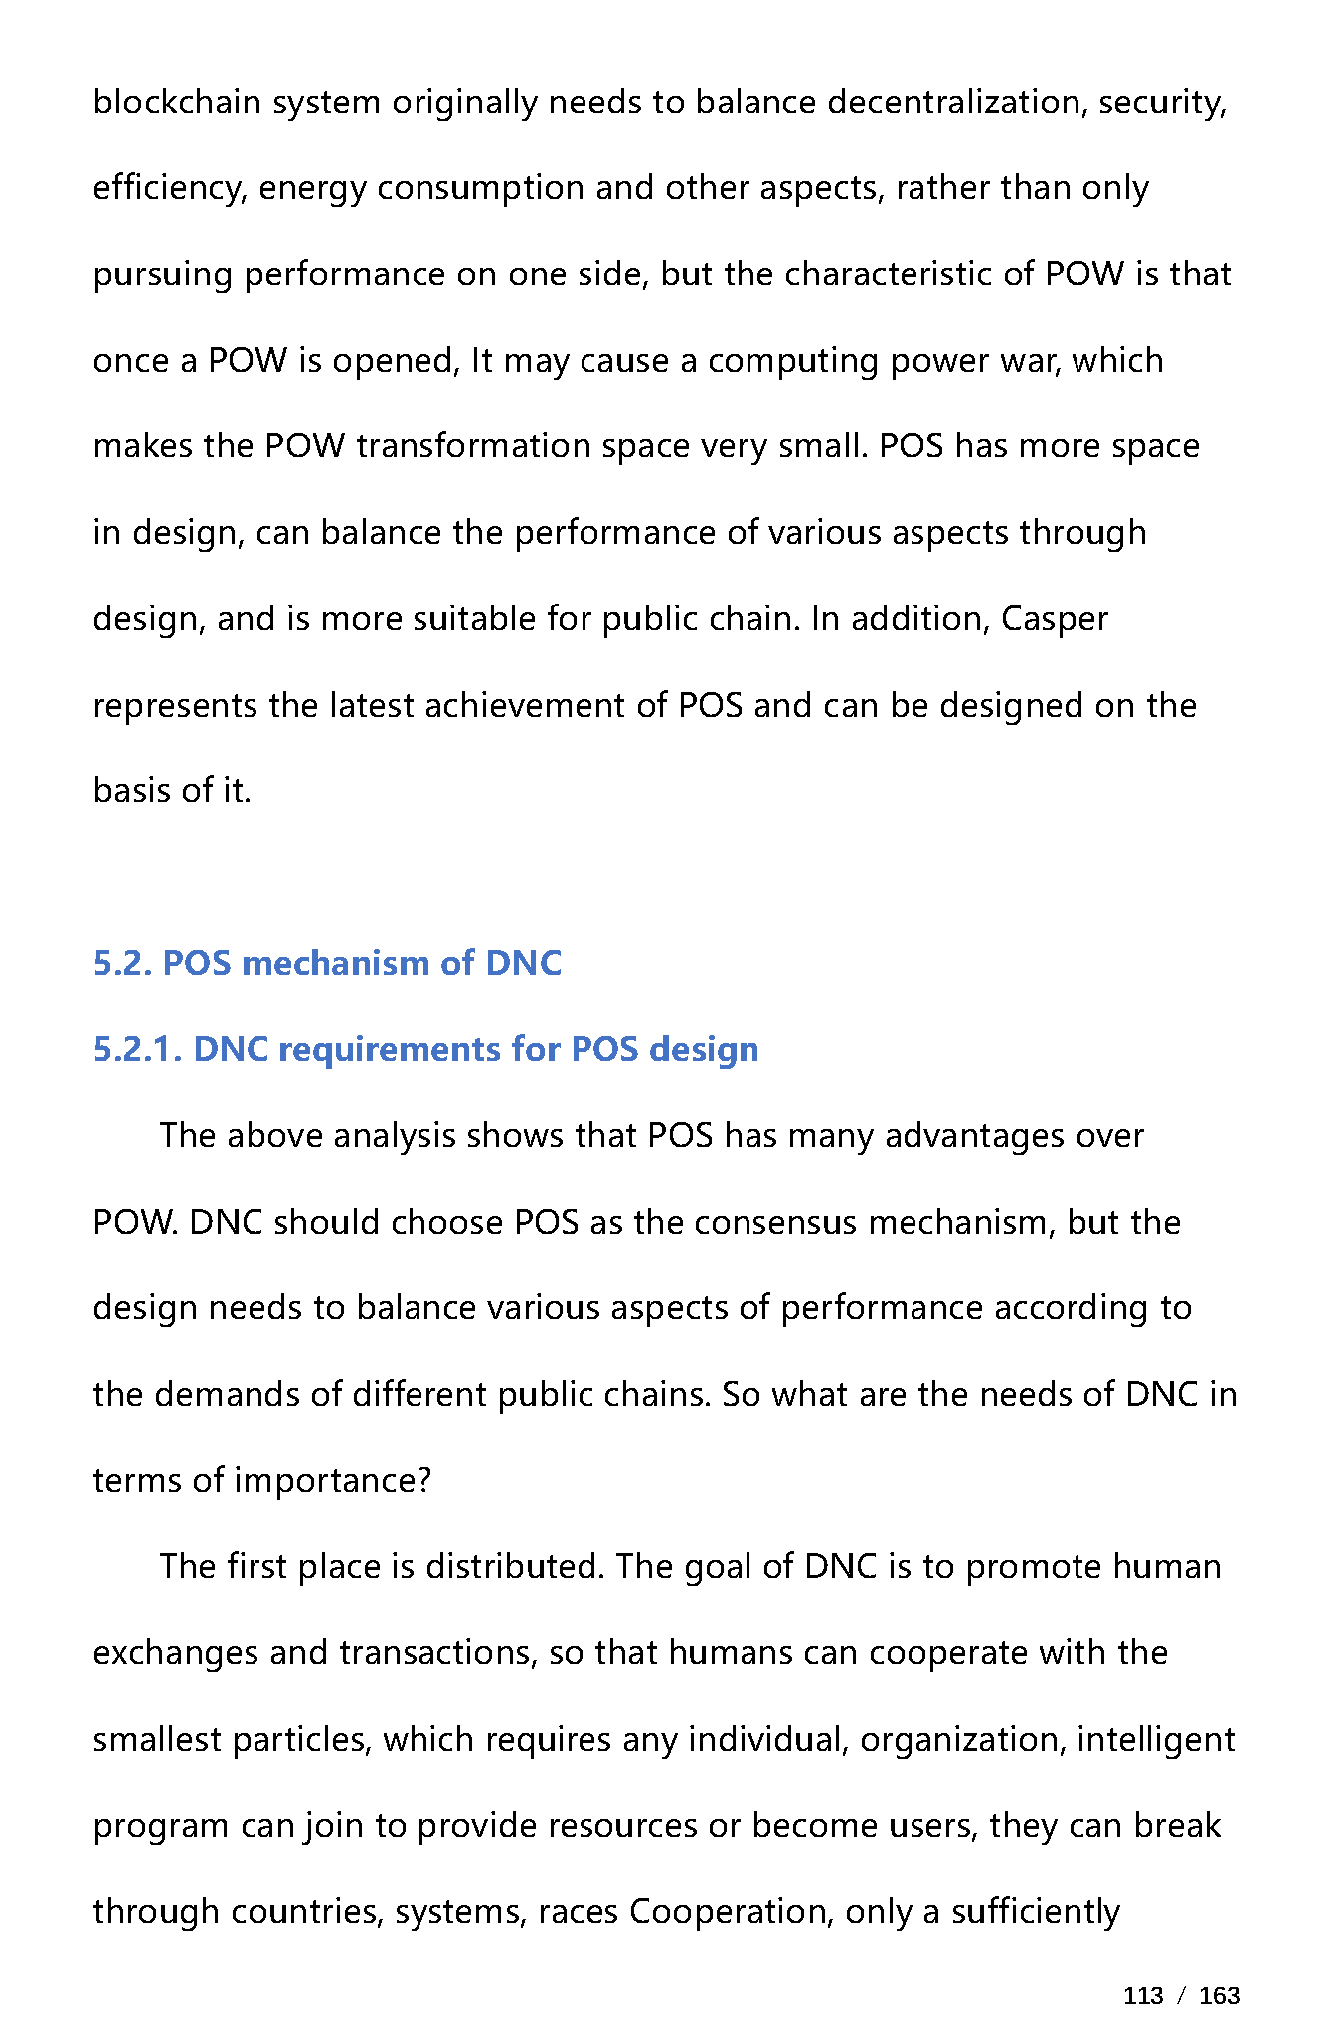 blockchain system originally needs to balance decentralization, security,
efficiency, energy consumption and other aspects, rather than only
pursuing performance on one side, but the characteristic of POW is that
once a POW is opened, It may cause a computing power war, which
makes the POW transformation space very small. POS has more space
in design, can balance the performance of various aspects through
design, and is more suitable for public chain. In addition, Casper
represents the latest achievement of POS and can be designed on the
basis of it.
5.2. POS mechanism of DNC
5.2.1. DNC requirements for POS design
The above analysis shows that POS has many advantages over
POW. DNC should choose POS as the consensus mechanism, but the
design needs to balance various aspects of performance according to
the demands of different public chains. So what are the needs of DNC in
terms of importance?
The first place is distributed. The goal of DNC is to promote human
exchanges and transactions, so that humans can cooperate with the
smallest particles, which requires any individual, organization, intelligent
program can join to provide resources or become users, they can break
through countries, systems, races Cooperation, only a sufficiently
113 / 163